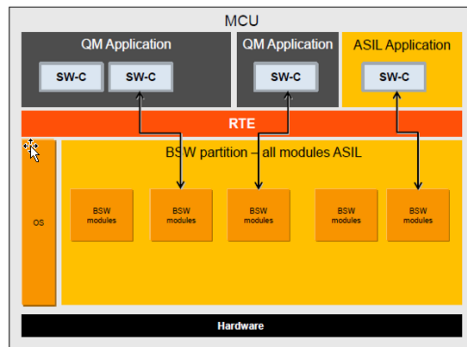 MCU
QM Application
QM Application
ASIL Application
SW-C
SW-C
SW-C
SW-C
RTE
BSW partition – all modules ASIL
OS
BSW
modules
BSW
modules
BSW
modules
BSW
modules
BSW
modules
Hardware